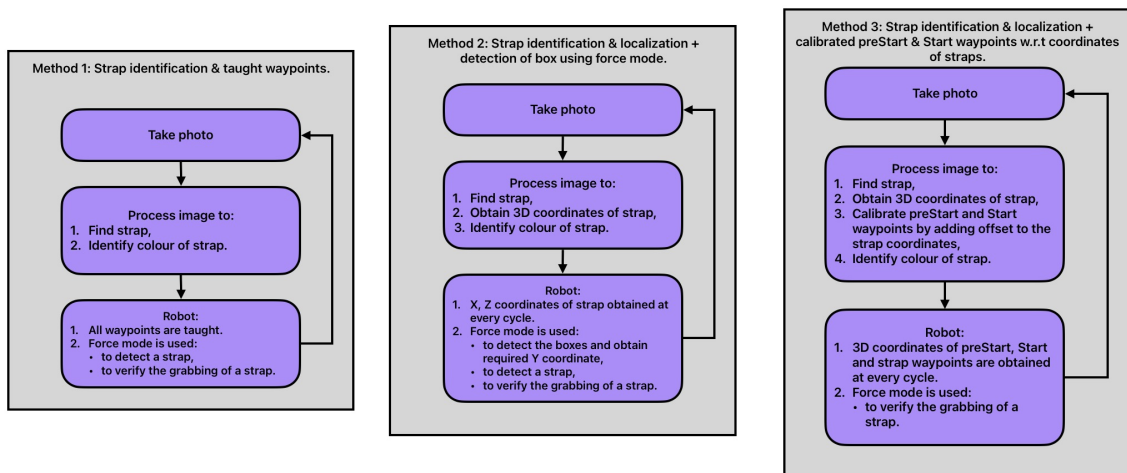 Method 1: Strap identification & taught waypoints.
Take photo
Process image to:
1. Find strap,
2. Identify colour of strap.
Robot:
1. All waypoints are taught.
2. Force mode is used:
• to detect a strap,
• to verify the grabbing of a strap.
Method 2: Strap identification & localization +
detection of box using force mode.
Take photo
Process image to:
1. Find strap,
2. Obtain 3D coordinates of strap,
3. Identify colour of strap.
Robot:
1. X, Z coordinates of strap obtained at
every cycle.
2. Force mode is used:
• to detect the boxes and obtain
required Y coordinate,
• to detect a strap,
• to verify the grabbing of a strap.
Method 3: Strap identification & localization +
calibrated preStart & Start waypoints w.r.t coordinates
of straps.
Take photo
Process image to:
1. Find strap,
2. Obtain 3D coordinates of strap,
3. Calibrate preStart and Start
waypoints by adding offset to the
strap coordinates,
4. Identify colour of strap.
Robot:
1. 3D coordinates of preStart, Start
and strap waypoints are obtained
at every cycle.
2. Force mode is used:
• to verify the grabbing of a
strap.